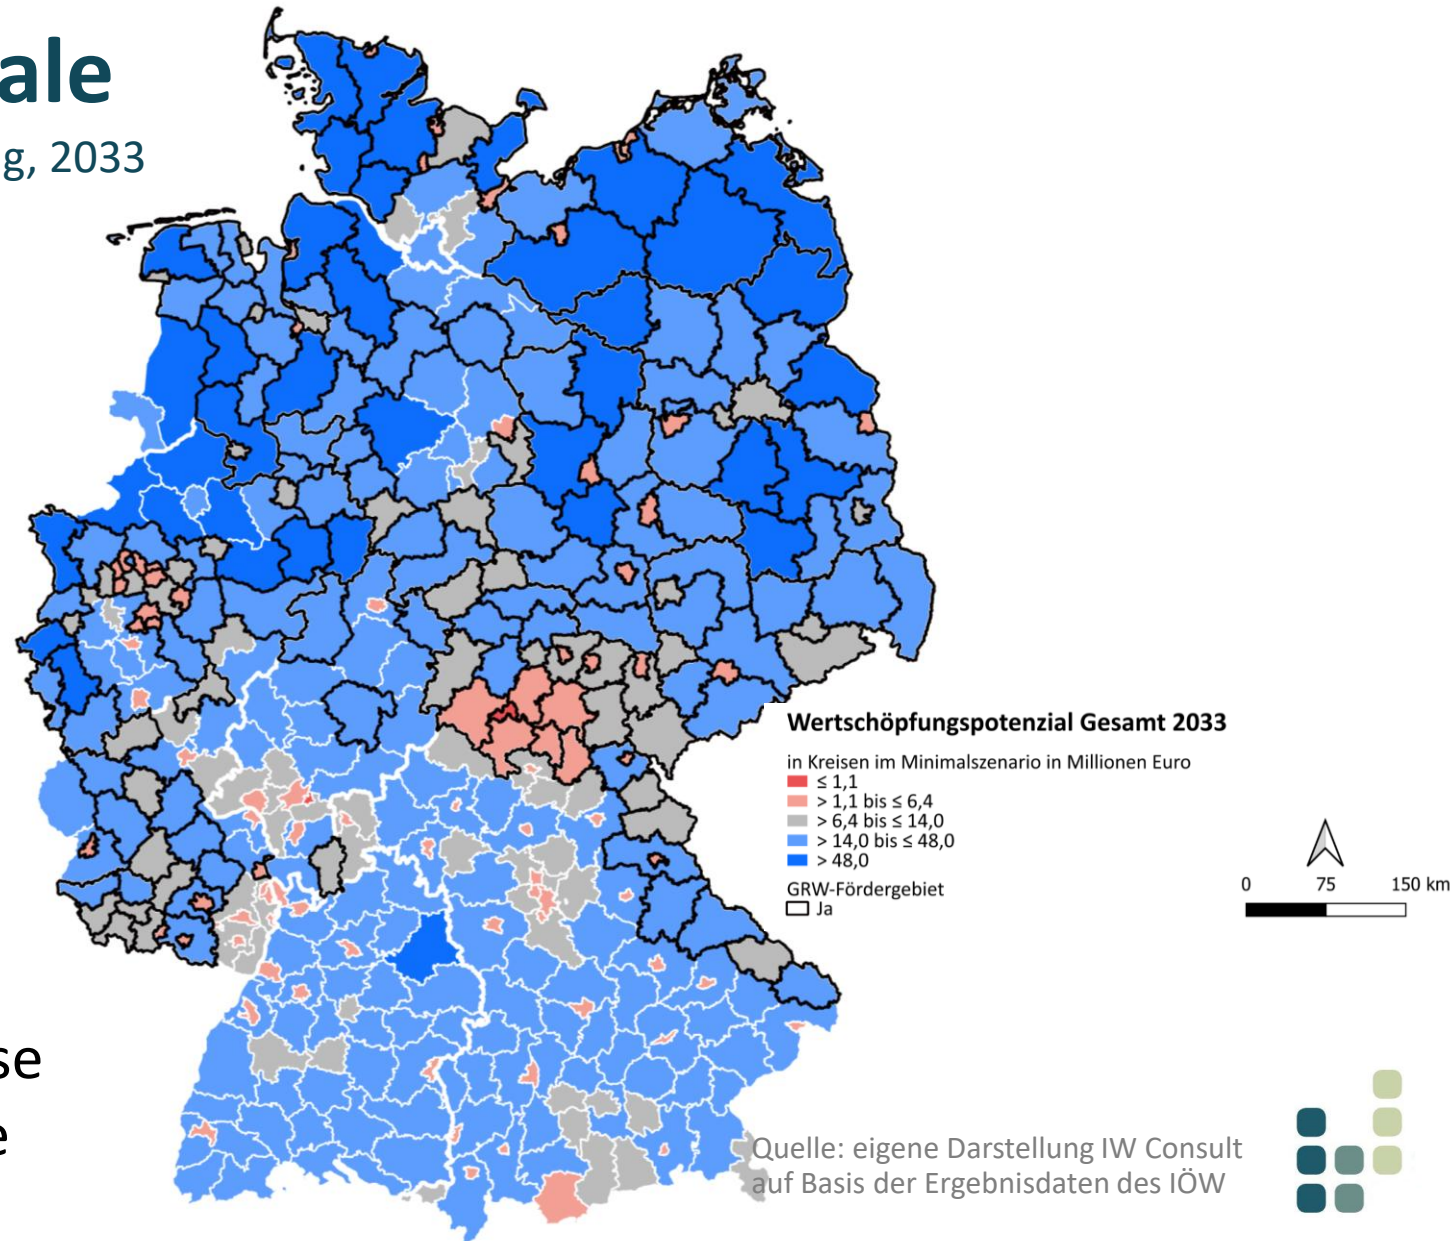 ale
g, 2033
Wertschöpfungspotenzial Gesamt 2033
in Kreisen im Minimalszenario in Millionen Euro
≤ 1,1
> 1,1 bis ≤ 6,4
> 6,4 bis ≤ 14,0
> 14,0 bis ≤ 48,0
> 48,0
GRW-Fördergebiet
Ja
0 75 150 km
se
e
Quelle: eigene Darstellung IW Consult
auf Basis der Ergebnisdaten des IÖW